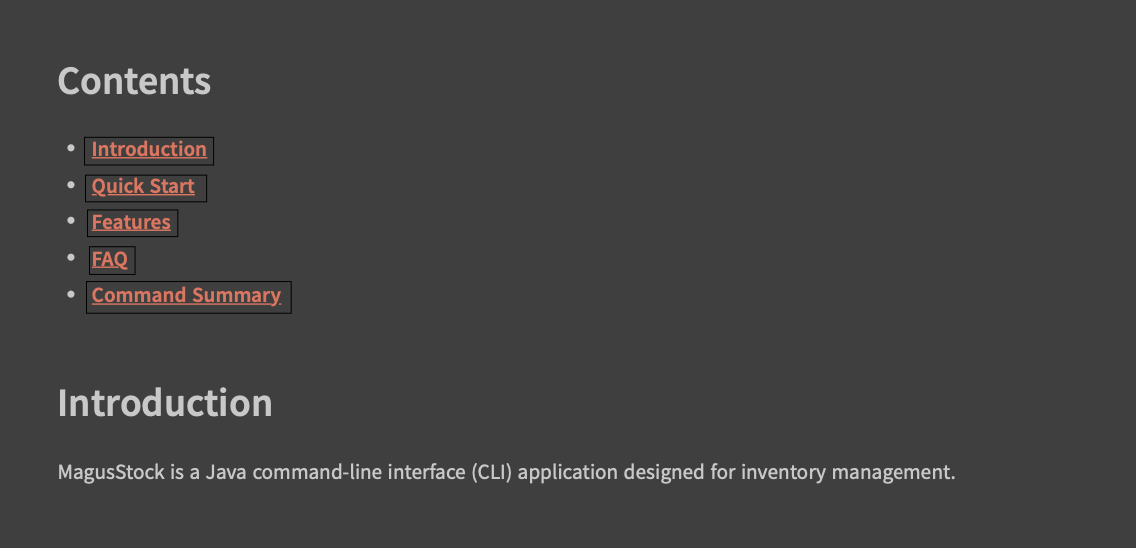 Contents
• Introduction
• Quick Start
• Features
• FAQ
• Command Summary
Introduction
MagusStock is a Java command-line interface (CLI) application designed for inventory management.